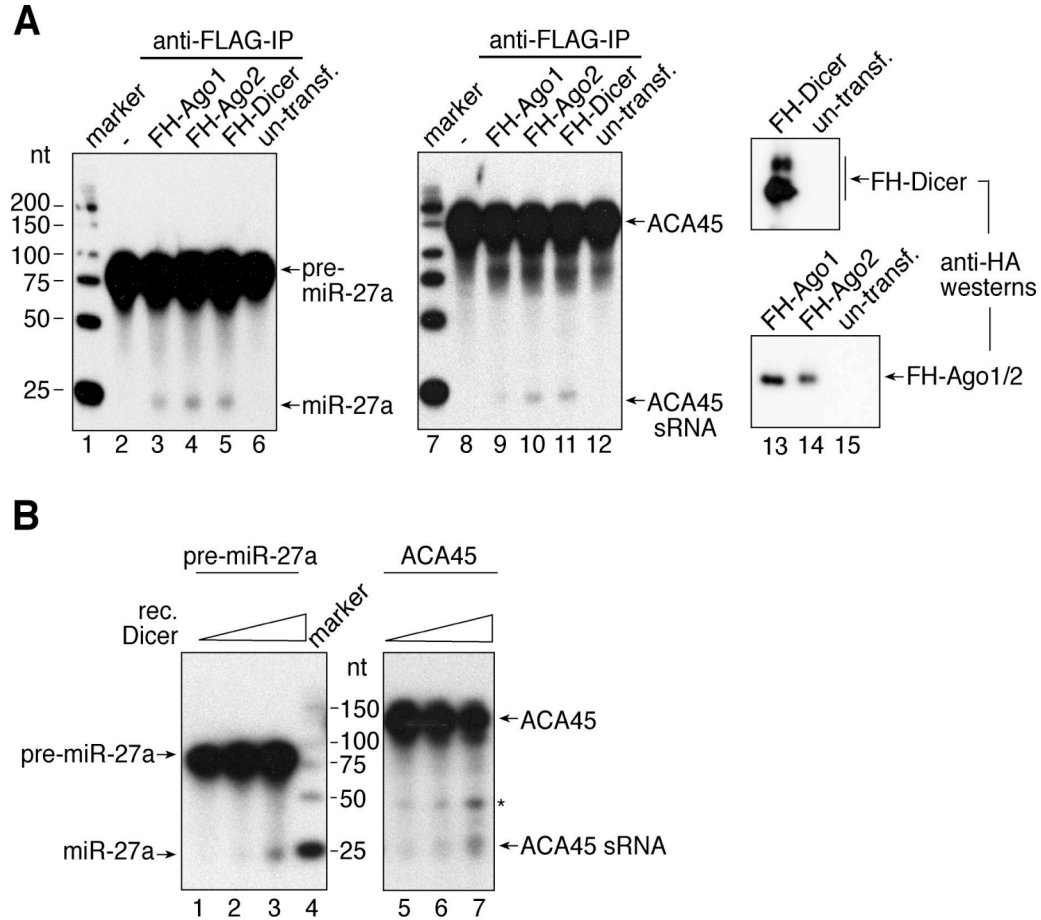 A
anti-FLAG-IP
marker
-
FH-Ago1
FH-Ago2
FH-Dicer
un-transf.
nt
200
150
100
75
50
25
pre-
miR-27a
miR-27a
1 2 3 4 5 6
anti-FLAG-IP
marker
-
FH-Ago1
FH-Ago2
FH-Dicer
un-transf.
ACA45
ACA45
sRNA
7 8 9 10 11 12
FH-Dicer
un-transf.
FH-Dicer
anti-HA
westerns
FH-Ago1
FH-Ago2
un-transf.
FH-Ago1/2
13 14 15
B
pre-miR-27a
rec.
Dicer
marker
nt
150
100
75
50
25
pre-miR-27a
miR-27a
1 2 3 4
ACA45
ACA45
*
ACA45 sRNA
5 6 7